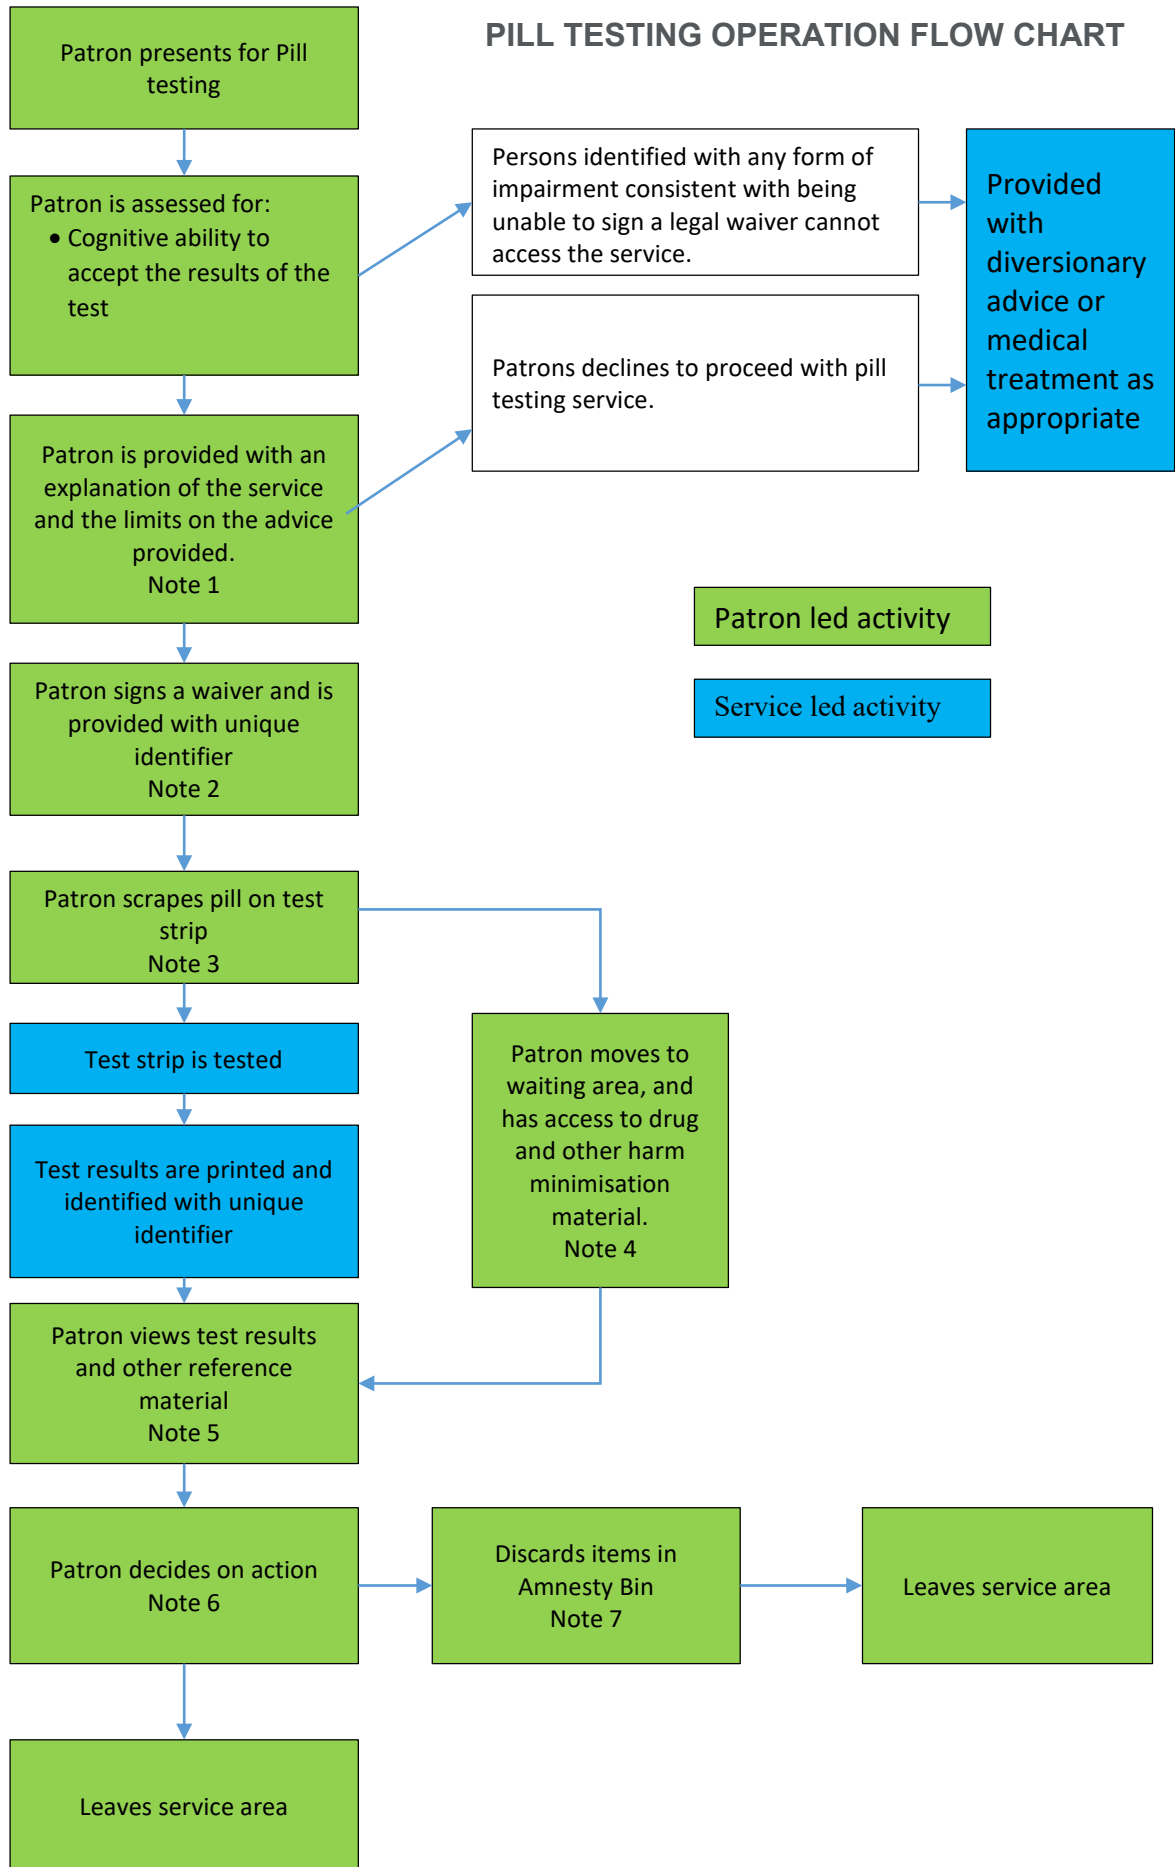 PILL TESTING OPERATION FLOW CHART
Patron presents for Pill
testing
Patron is assessed for:
• Cognitive ability to
accept the results of the
test
Persons identified with any form of
impairment consistent with being
unable to sign a legal waiver cannot
access the service.
Provided
with
diversionary
advice or
medical
treatment as
appropriate
Patrons declines to proceed with pill
testing service.
Patron is provided with an
explanation of the service
and the limits on the advice
provided.
Note 1
Patron led activity
Service led activity
Patron signs a waiver and is
provided with unique
identifier
Note 2
Patron scrapes pill on test
strip
Note 3
Test strip is tested
Patron moves to
waiting area, and
has access to drug
and other harm
minimisation
material.
Note 4
Test results are printed and
identified with unique
identifier
Patron views test results
and other reference
material
Note 5
Patron decides on action
Note 6
Discards items in
Amnesty Bin
Note 7
Leaves service area
Leaves service area